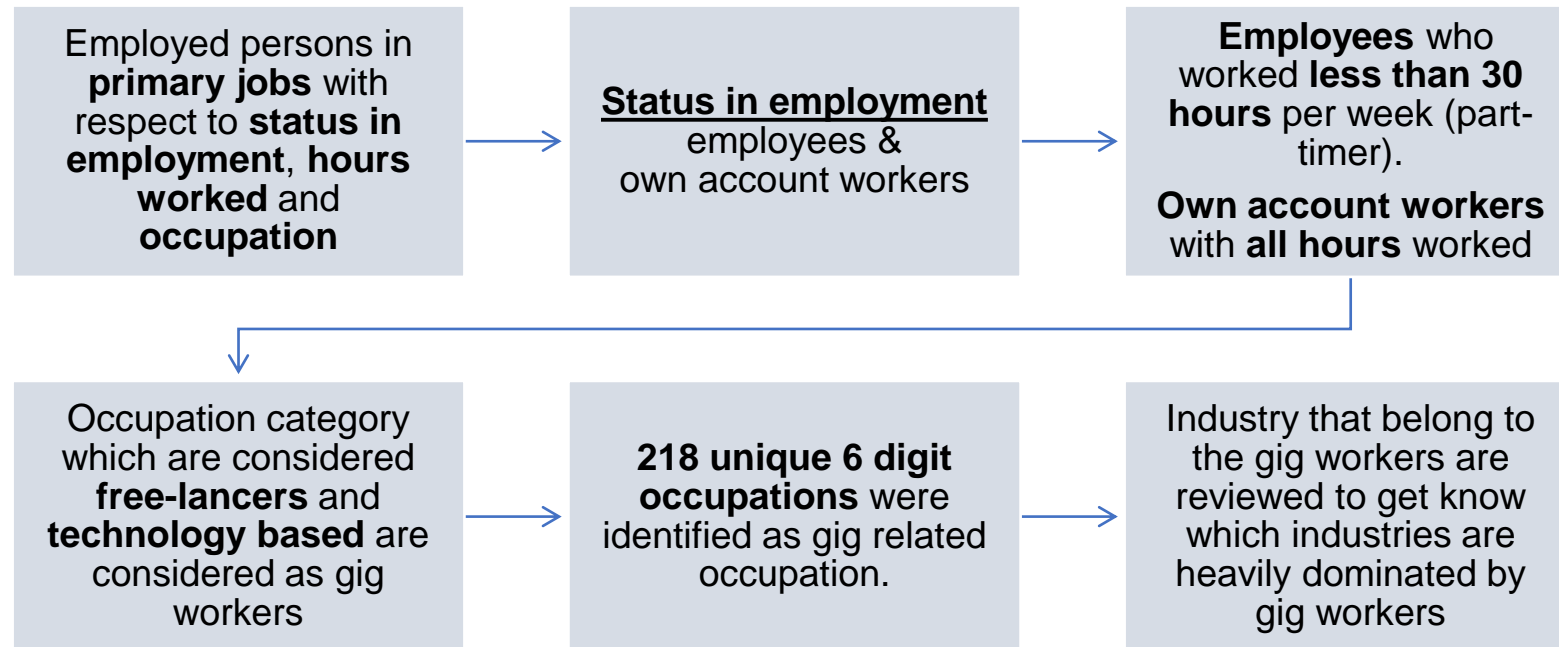 Employed persons in
primary jobs with
respect to status in
employment, hours
worked and
occupation
Status in employment
employees &
own account workers
Employees who
worked less than 30
hours per week (part-
timer).
Own account workers
with all hours worked
Occupation category
which are considered
free-lancers and
technology based are
considered as gig
workers
218 unique 6 digit
occupations were
identified as gig related
occupation.
Industry that belong to
the gig workers are
reviewed to get know
which industries are
heavily dominated by
gig workers